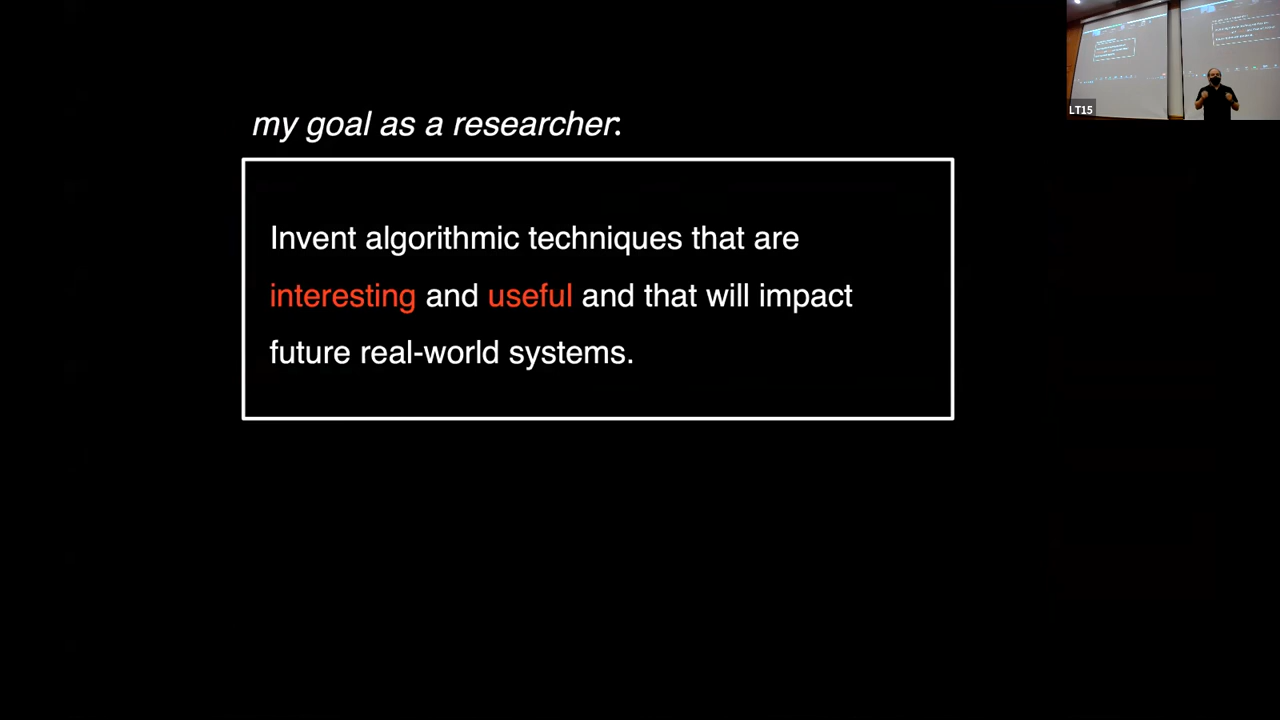 my goal as a researcher:
Invent algorithmic techniques that are
interesting and useful and that will impact
future real-world systems.
LT15